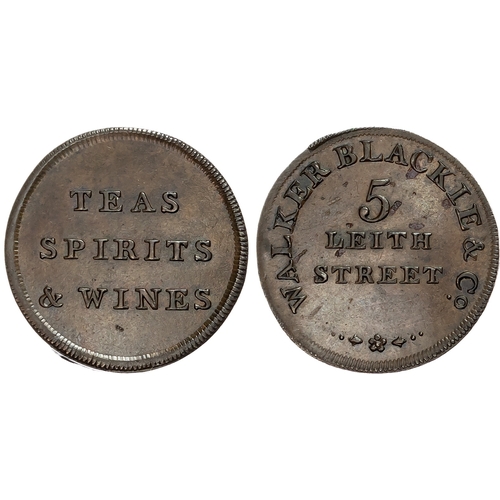 TEAS
SPIRITS
& WINES
WALKER BLACKIE & Co.
5
LEITH
STREET